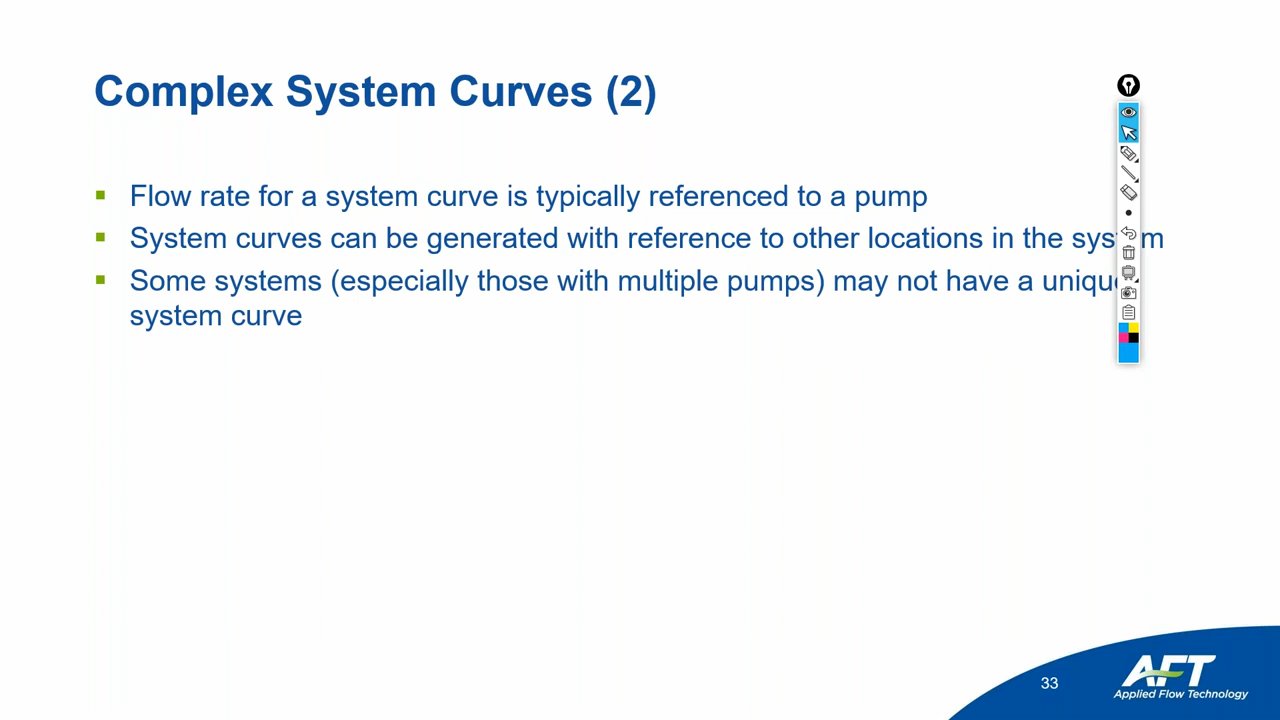 Complex System Curves (2)
Flow rate for a system curve is typically referenced to a pump
System curves can be generated with reference to other locations in the system
Some systems (especially those with multiple pumps) may not have a unique
system curve
33
AFT
Applied Flow Technology